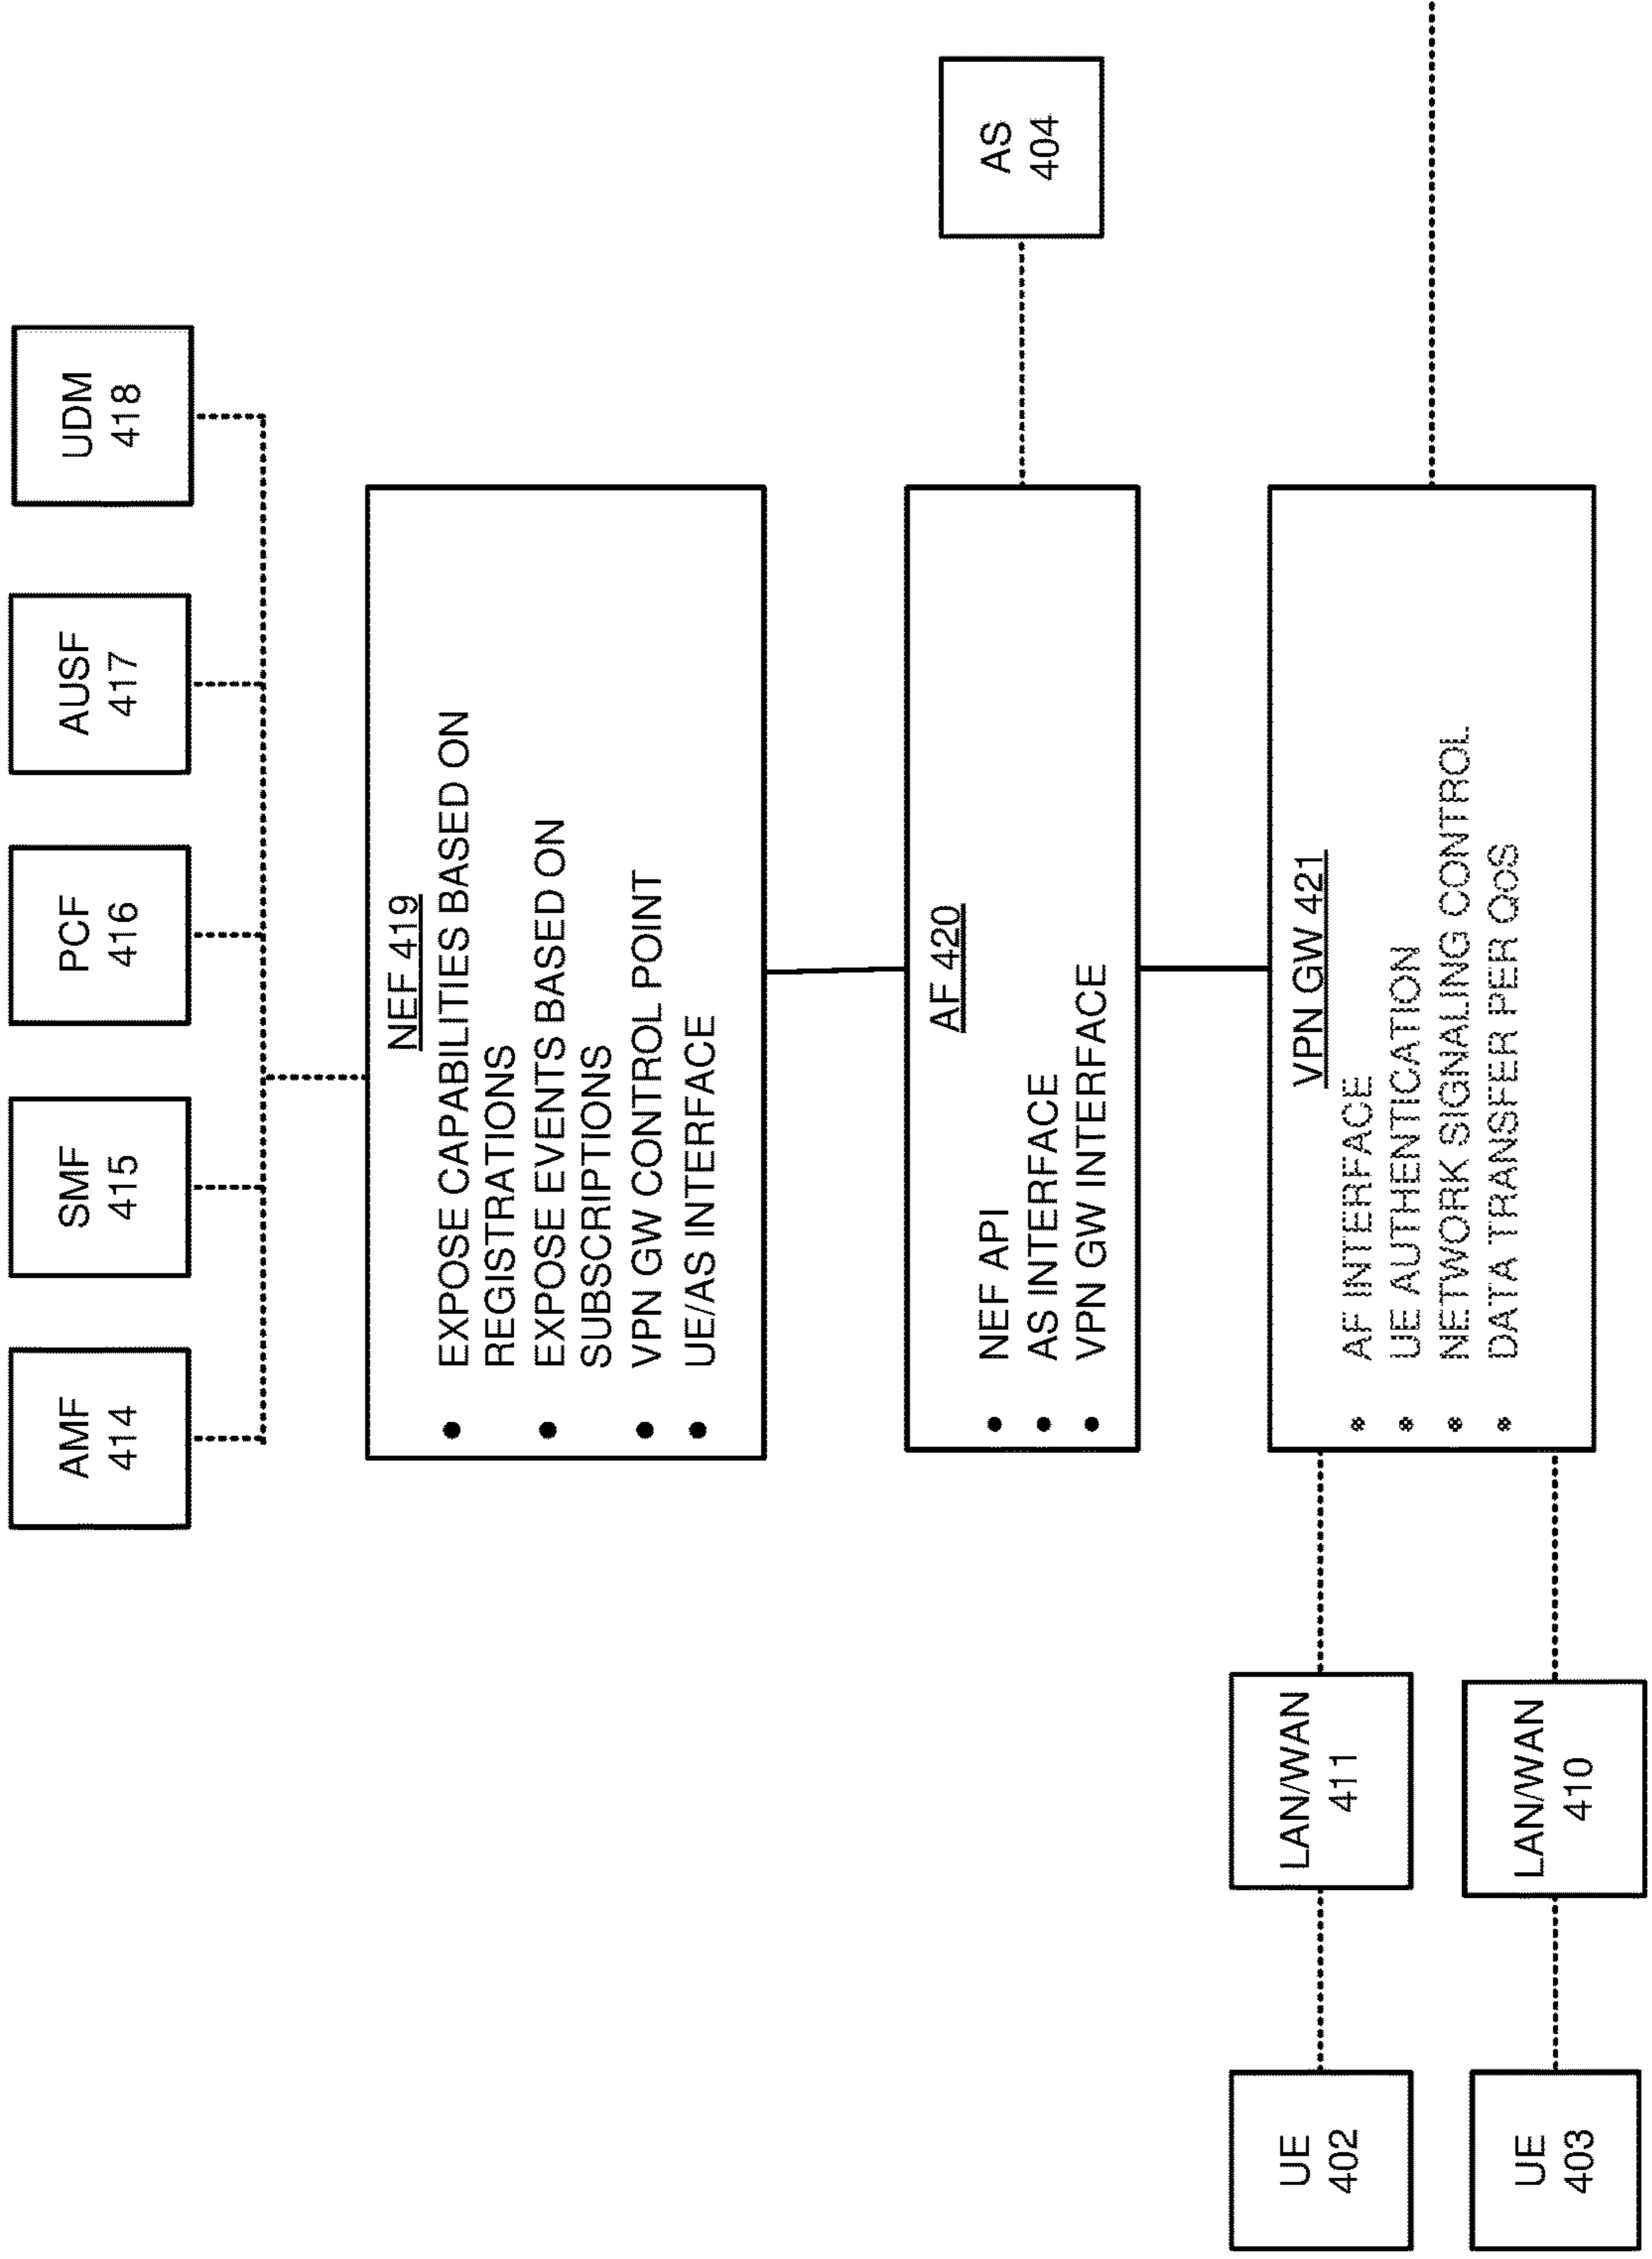 AMF
414
SMF
415
PCF
416
AUSF
417
UDM
418
NEF 419
• EXPOSE CAPABILITIES BASED ON
REGISTRATIONS
• EXPOSE EVENTS BASED ON
SUBSCRIPTIONS
• VPN GW CONTROL POINT
• UE/AS INTERFACE
AF 420
• NEF API
• AS INTERFACE
• VPN GW INTERFACE
AS
404
VPN GW 421
• AF INTERFACE
• UE AUTHENTICATION
• NETWORK SIGNALING CONTROL
• DATA TRANSFER PER QoS
UE
402
LAN/WAN
411
UE
403
LAN/WAN
410